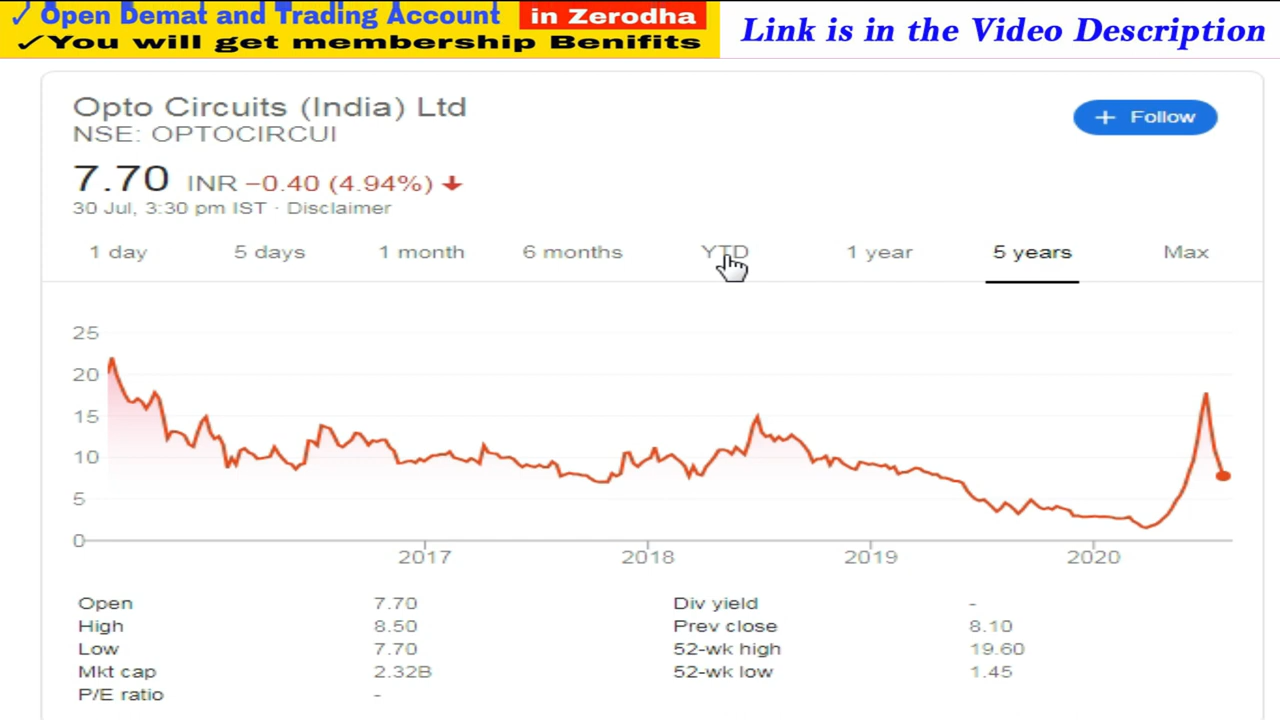 ✓ Open Demat and Trading Account in Zerodha
✓You will get membership Benifits
Link is in the Video Description
Opto Circuits (India) Ltd
NSE: OPTOCIRCUI
+ Follow
7.70 INR −0.40 (4.94%) ↓
30 Jul, 3:30 pm IST · Disclaimer
1 day 5 days 1 month 6 months YTD 1 year 5 years Max
25
20
15
10
5
0
2017 2018 2019 2020
Open 7.70 Div yield -
High 8.50 Prev close 8.10
Low 7.70 52-wk high 19.60
Mkt cap 2.32B 52-wk low 1.45
P/E ratio -